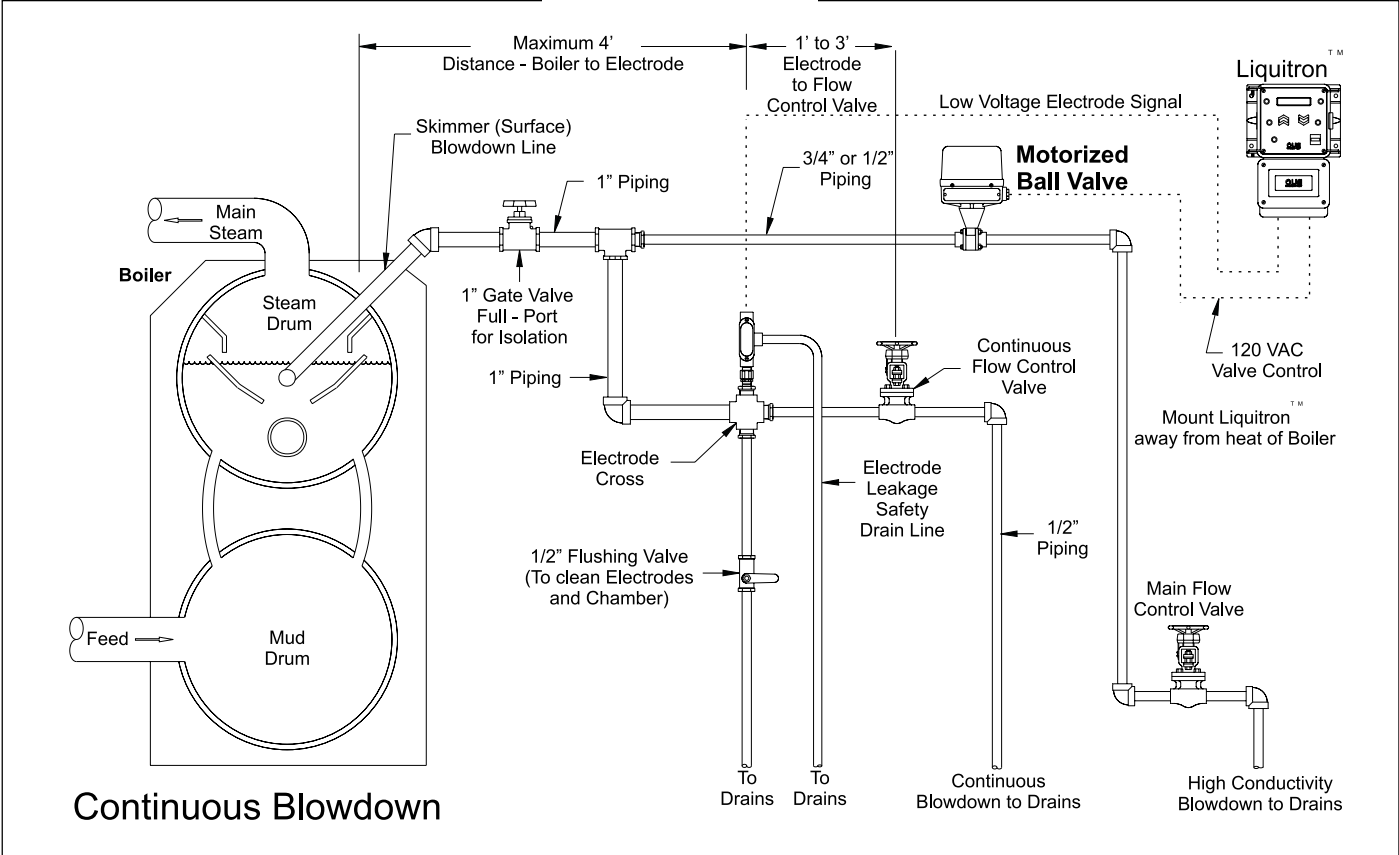 Maximum 4’
Distance - Boiler to Electrode
1’ to 3’
Electrode
to Flow
Control Valve
Liquitron™
Low Voltage Electrode Signal
Skimmer (Surface)
Blowdown Line
1” Piping
3/4” or 1/2”
Piping
Motorized
Ball Valve
Main
Steam
Boiler
Steam
Drum
1” Gate Valve
Full - Port
for Isolation
1” Piping
Continuous
Flow Control
Valve
120 VAC
Valve Control
Mount Liquitron™
away from heat of Boiler
Electrode
Cross
Electrode
Leakage
Safety
Drain Line
1/2” Flushing Valve
(To clean Electrodes
and Chamber)
1/2”
Piping
Main Flow
Control Valve
Feed
Mud
Drum
To
Drains
To
Drains
Continuous
Blowdown to Drains
High Conductivity
Blowdown to Drains
Continuous Blowdown